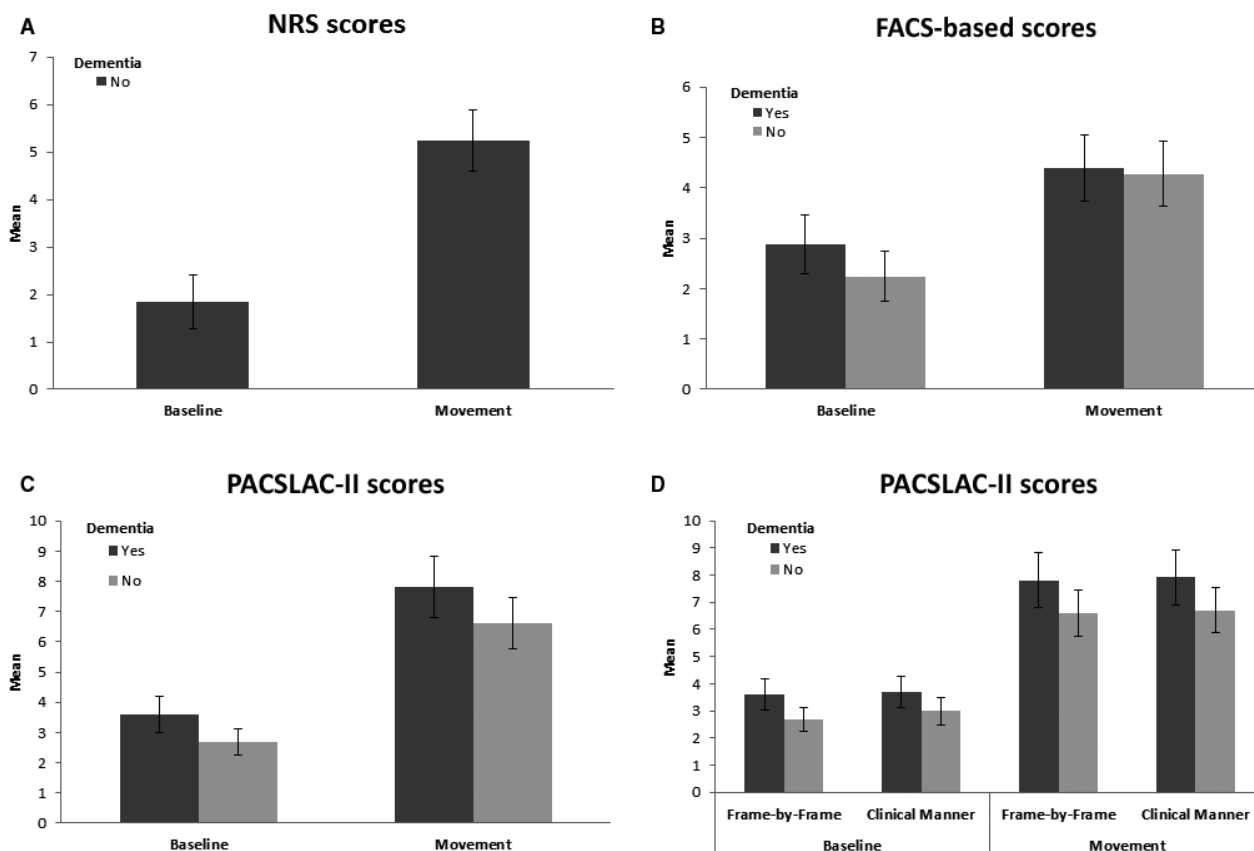 A
NRS scores
7
6
5
4
3
2
1
0
Mean
Dementia
No
Baseline
Movement
B
FACS-based scores
6
5
4
3
2
1
0
Mean
Dementia
Yes
No
Baseline
Movement
C
PACSLAC-II scores
10
9
8
7
6
5
4
3
2
1
0
Mean
Dementia
Yes
No
Baseline
Movement
D
PACSLAC-II scores
10
9
8
7
6
5
4
3
2
1
0
Mean
Dementia
Yes
No
Frame-by-Frame
Clinical Manner
Frame-by-Frame
Clinical Manner
Baseline
Movement